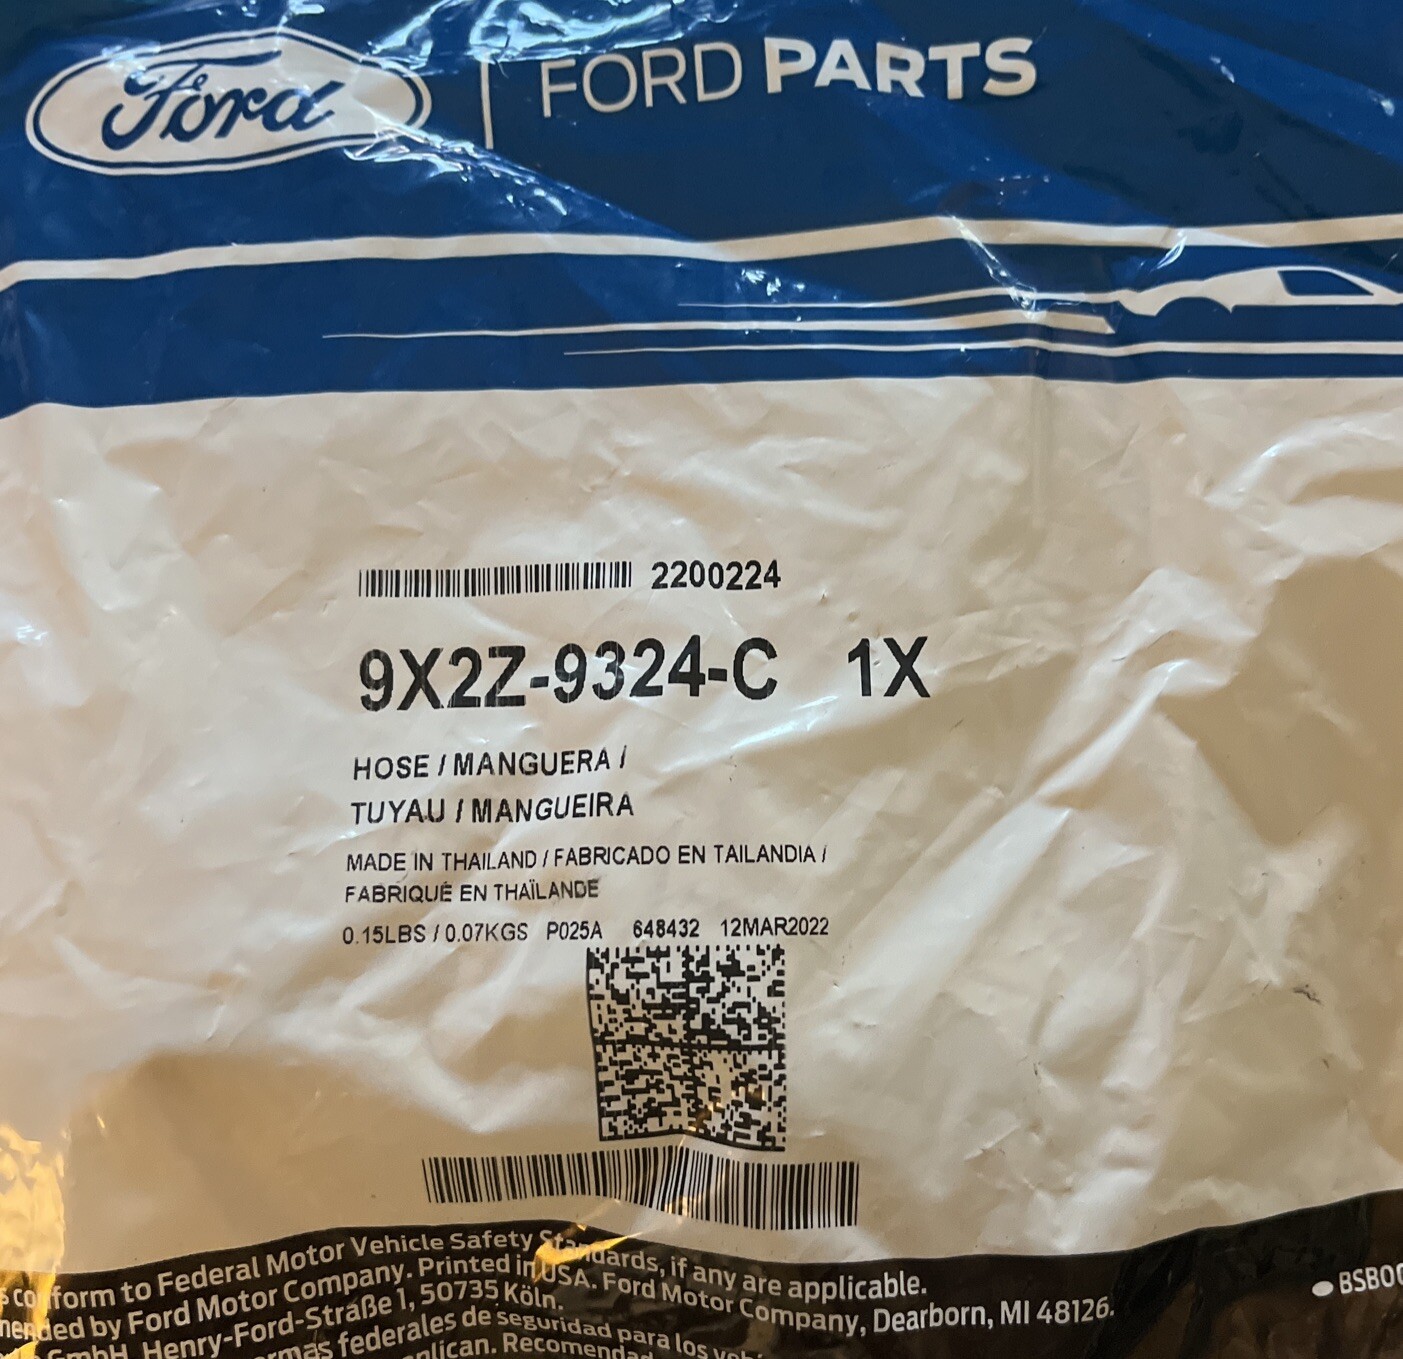 Ford FORD PARTS
2200224
9X2Z-9324-C 1X
HOSE / MANGUERA /
TUYAU / MANGUEIRA
MADE IN THAILAND / FABRICADO EN TAILANDIA /
FABRIQUÉ EN THAÏLANDE
0.15LBS / 0.07KGS P025A 648432 12MAR2022
conform to Federal Motor Vehicle Safety Standards, if any are applicable.
by Ford Motor Company. Printed in USA. Ford Motor Company, Dearborn, MI 48126.
GmbH, Henry-Ford-Straße 1, 50735 Köln.
federales de seguridad para los
Recomendad